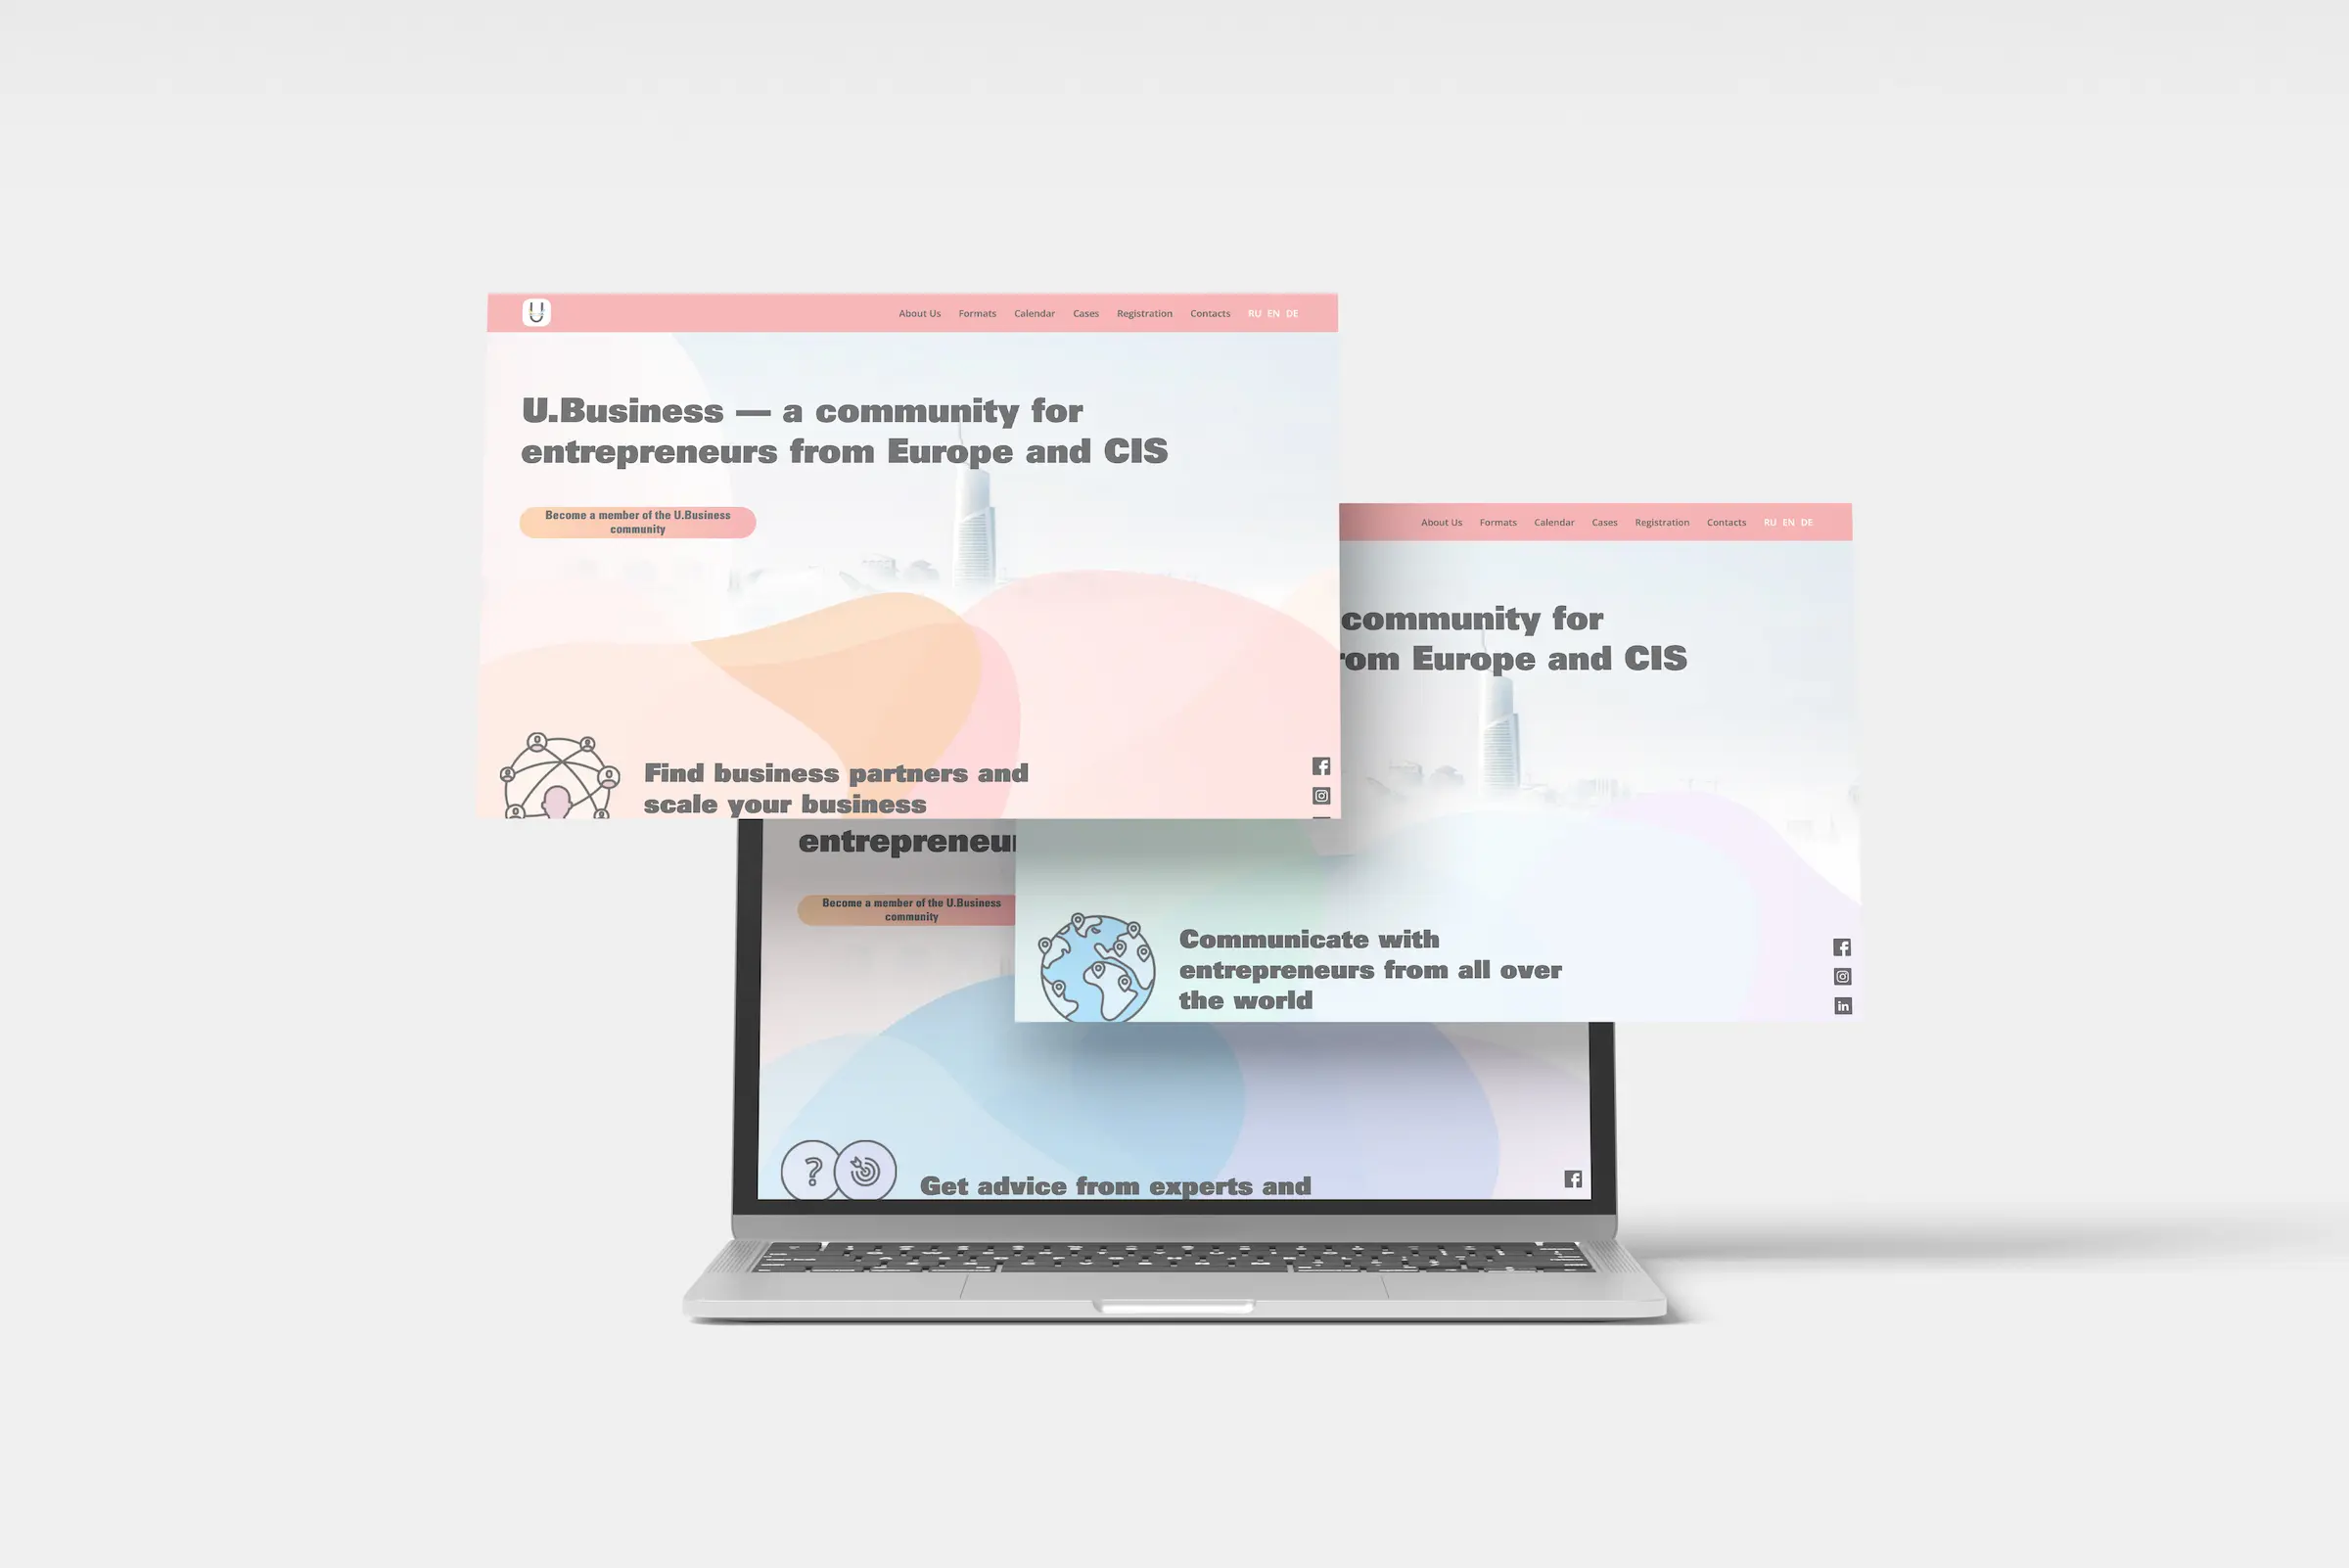 U
About Us Formats Calendar Cases Registration Contacts RU EN DE
U.Business — a community for
entrepreneurs from Europe and CIS
Become a member of the U.Business
community
Find business partners and
scale your business
About Us Formats Calendar Cases Registration Contacts RU EN DE
community for
Europe and CIS
Communicate with
entrepreneurs from all over
the world
in
Become a member of the U.Business
community
?
Get advice from experts and